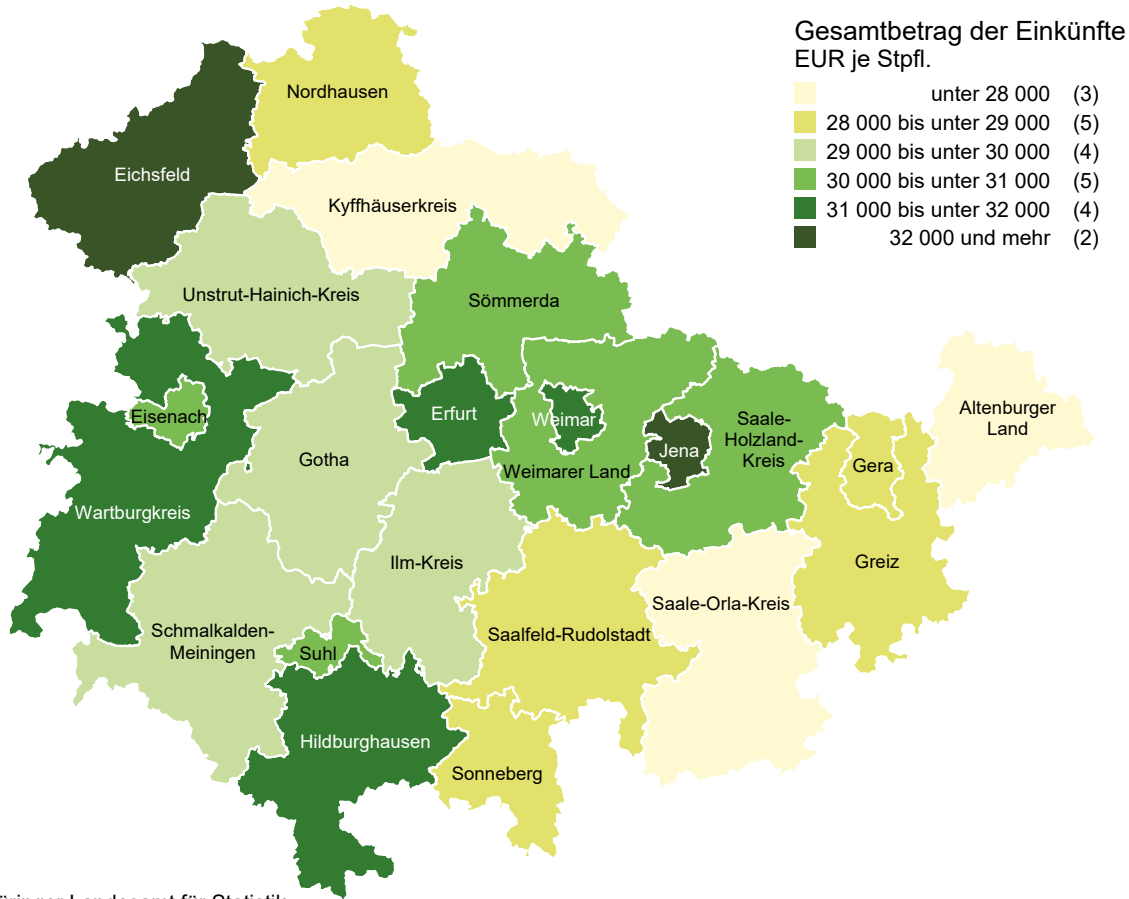 Gesamtbetrag der Einkünfte
EUR je Stpfl.
unter 28 000 (3)
28 000 bis unter 29 000 (5)
29 000 bis unter 30 000 (4)
30 000 bis unter 31 000 (5)
31 000 bis unter 32 000 (4)
32 000 und mehr (2)
Nordhausen
Eichsfeld
Kyffhäuserkreis
Unstrut-Hainich-Kreis
Sömmerda
Eisenach
Erfurt
Weimar
Altenburger
Land
Saale-
Holzland-
Kreis
Jena
Gotha
Weimarer Land
Gera
Wartburgkreis
Ilm-Kreis
Greiz
Saale-Orla-Kreis
Schmalkalden-
Meiningen
Saalfeld-Rudolstadt
Suhl
Hildburghausen
Sonneberg